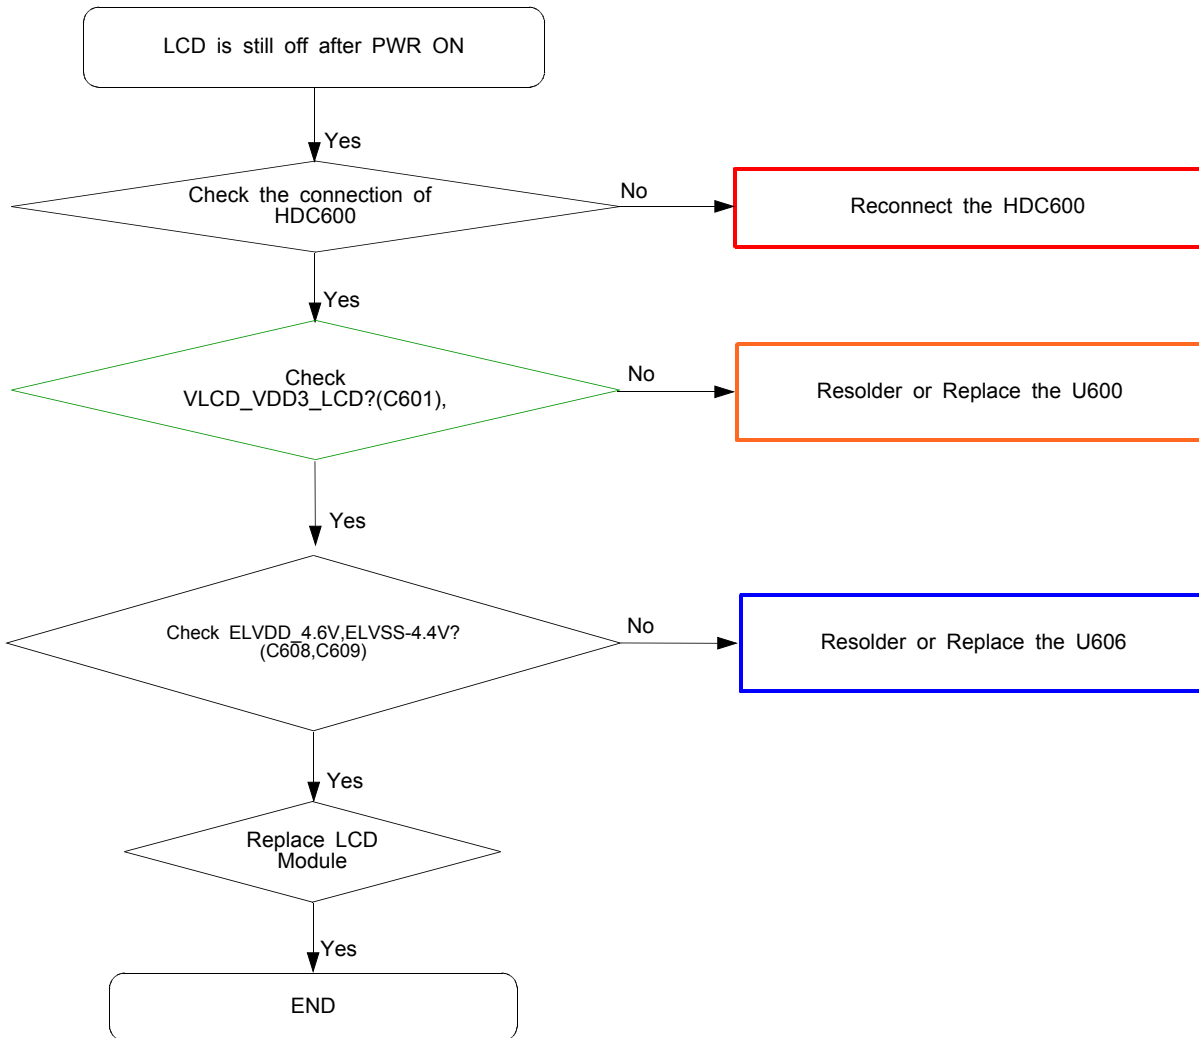 LCD is still off after PWR ON
Yes
Check the connection of
HDC600
No
Reconnect the HDC600
Yes
Check
VLCD_VDD3_LCD?(C601),
No
Resolder or Replace the U600
Yes
Check ELVDD_4.6V,ELVSS-4.4V?
(C608,C609)
No
Resolder or Replace the U606
Yes
Replace LCD
Module
Yes
END